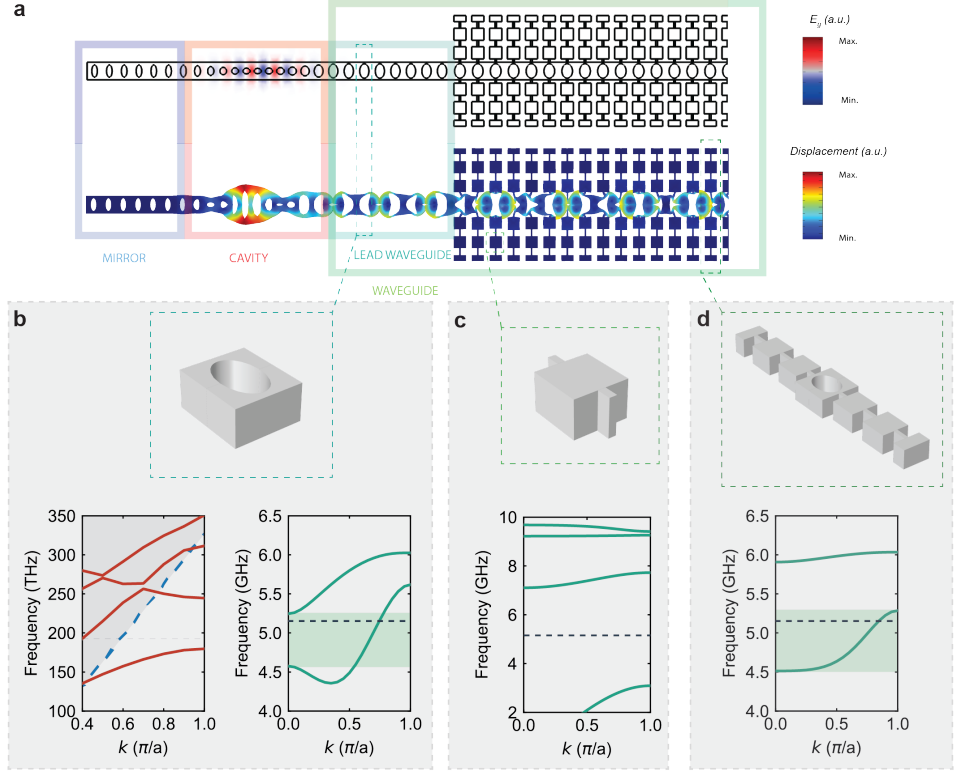 a
E_y (a.u.)
Max.
Min.
Displacement (a.u.)
Max.
Min.
MIRROR
CAVITY
LEAD WAVEGUIDE
WAVEGUIDE
b
c
d
350
300
250
200
150
100
0.4
0.6
0.8
1.0
Frequency (THz)
k (π/a)
6.5
6.0
5.5
5.0
4.5
4.0
0.0
0.5
1.0
Frequency (GHz)
k (π/a)
10
8
6
4
2
0.0
0.5
1.0
Frequency (GHz)
k (π/a)
6.5
6.0
5.5
5.0
4.5
4.0
0.0
0.5
1.0
Frequency (GHz)
k (π/a)